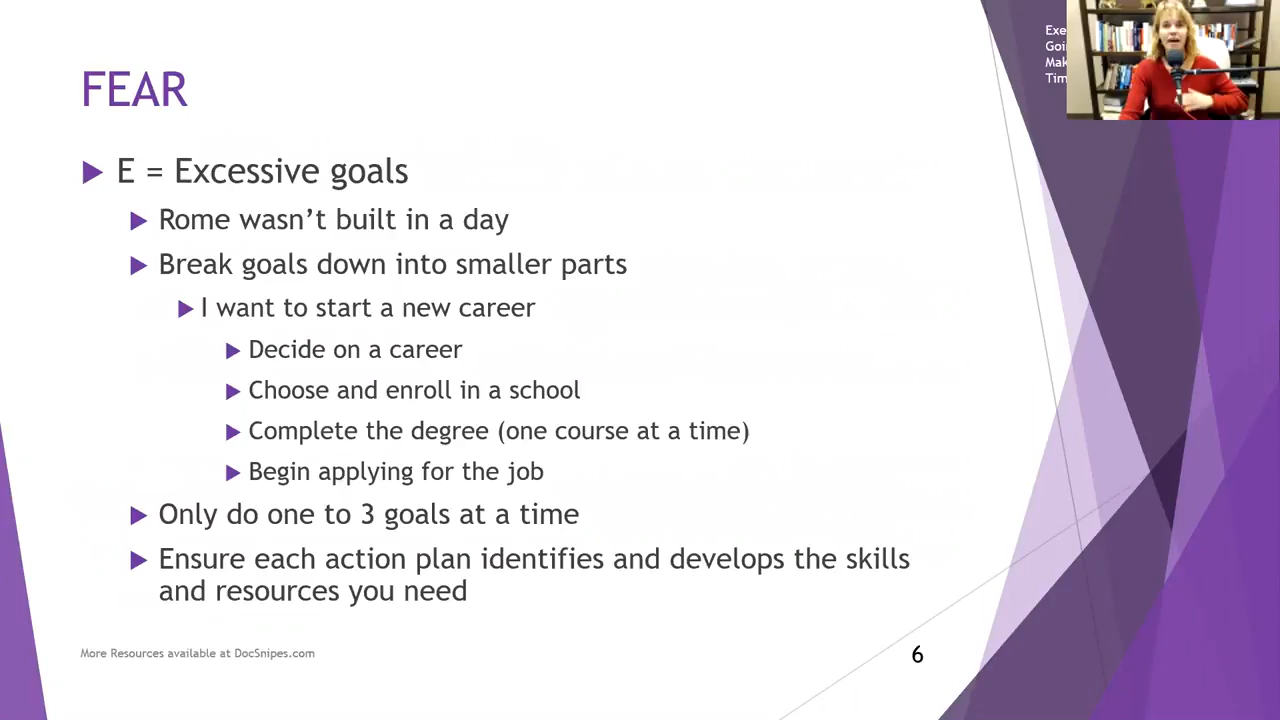 FEAR
E = Excessive goals
Rome wasn't built in a day
Break goals down into smaller parts
I want to start a new career
Decide on a career
Choose and enroll in a school
Complete the degree (one course at a time)
Begin applying for the job
Only do one to 3 goals at a time
Ensure each action plan identifies and develops the skills
and resources you need
More Resources available at DocSnipes.com
6